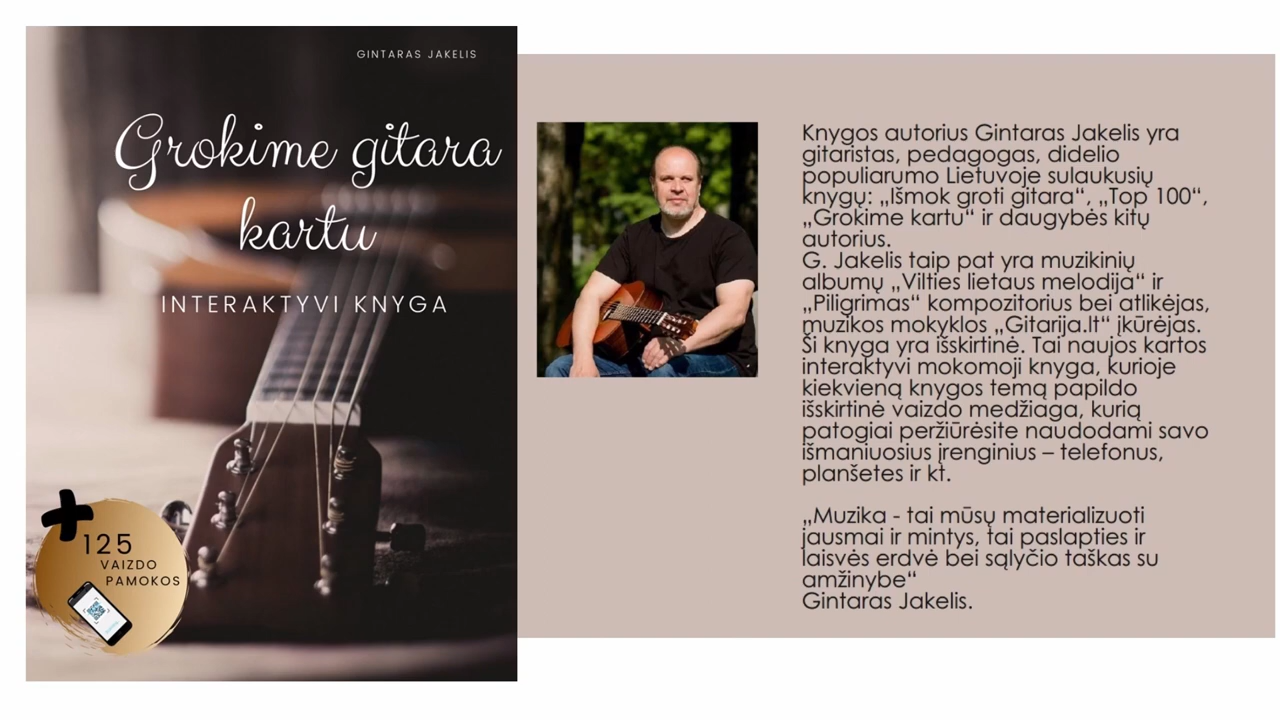 GINTARAS JAKELIS
Grokime gitara
kartu
INTERAKTYVI KNYGA
125
VAIZDO
PAMOKOS
Knygos autorius Gintaras Jakelis yra
gitaristas, pedagogas, didelio
populiarumo Lietuvoje sulaukusių
knygų: „Išmok groti gitara“, „Top 100“,
„Grokime kartu“ ir daugybės kitų
autorius.
G. Jakelis taip pat yra muzikinių
albumų „Vilties lietaus melodija“ ir
„Piligrimas“ kompozitorius bei atlikėjas,
muzikos mokyklos „Gitarija.lt“ įkūrėjas.
Ši knyga yra išskirtinė. Tai naujos kartos
interaktyvi mokomoji knyga, kurioje
kiekvieną knygos temą papildo
išskirtinė vaizdo medžiaga, kurią
patogiai peržiūrėsite naudodami savo
išmaniuosius įrenginius – telefonus,
planšetes ir kt.
„Muzika - tai mūsų materializuoti
jausmai ir mintys, tai paslapties ir
laisvės erdvė bei sąlyčio taškas su
amžinybe“
Gintaras Jakelis.